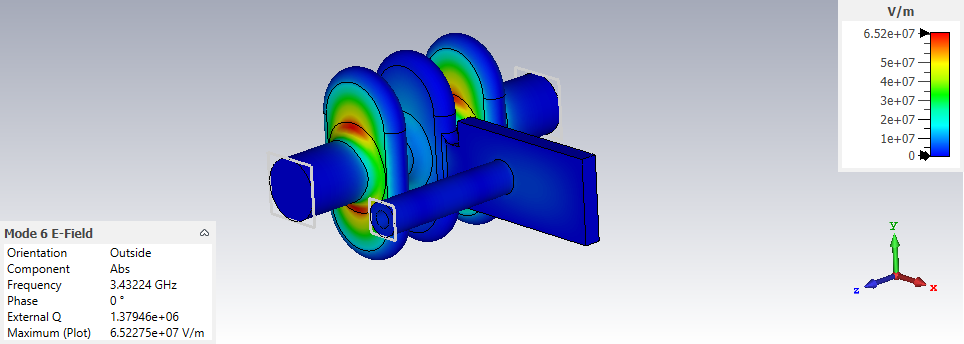 V/m
6.52e+07
5e+07
4e+07
3e+07
2e+07
1e+07
0
Mode 6 E-Field
Orientation Outside
Component Abs
Frequency 3.43224 GHz
Phase 0 °
External Q 1.37946e+06
Maximum (Plot) 6.52275e+07 V/m
y
z
x